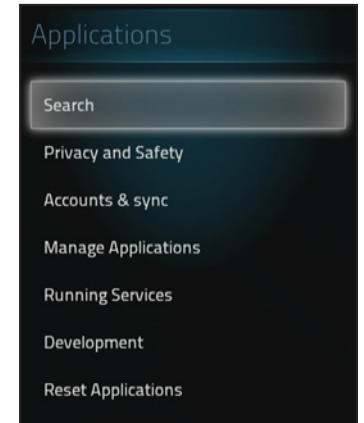 Applications
Search
Privacy and Safety
Accounts & sync
Manage Applications
Running Services
Development
Reset Applications